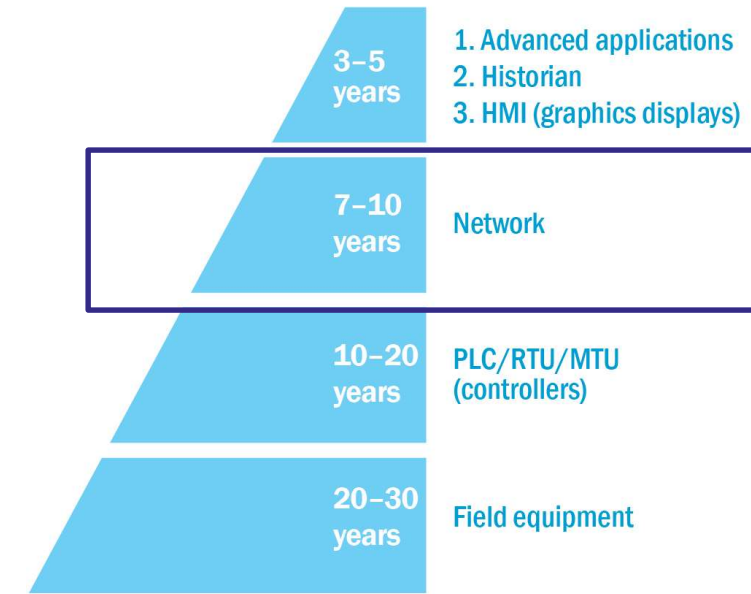 3–5
years
1. Advanced applications
2. Historian
3. HMI (graphics displays)
7–10
years
Network
10–20
years
PLC/RTU/MTU
(controllers)
20–30
years
Field equipment